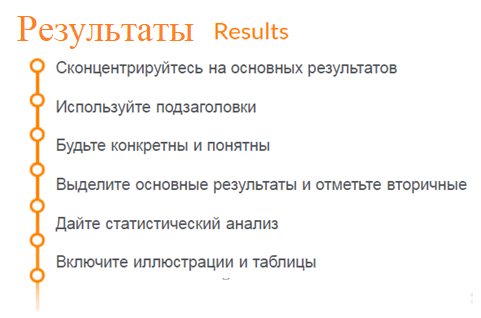 Результаты Results
Сконцентрируйтесь на основных результатов
Используйте подзаголовки
Будьте конкретны и понятны
Выделите основные результаты и отметьте вторичные
Дайте статистический анализ
Включите иллюстрации и таблицы